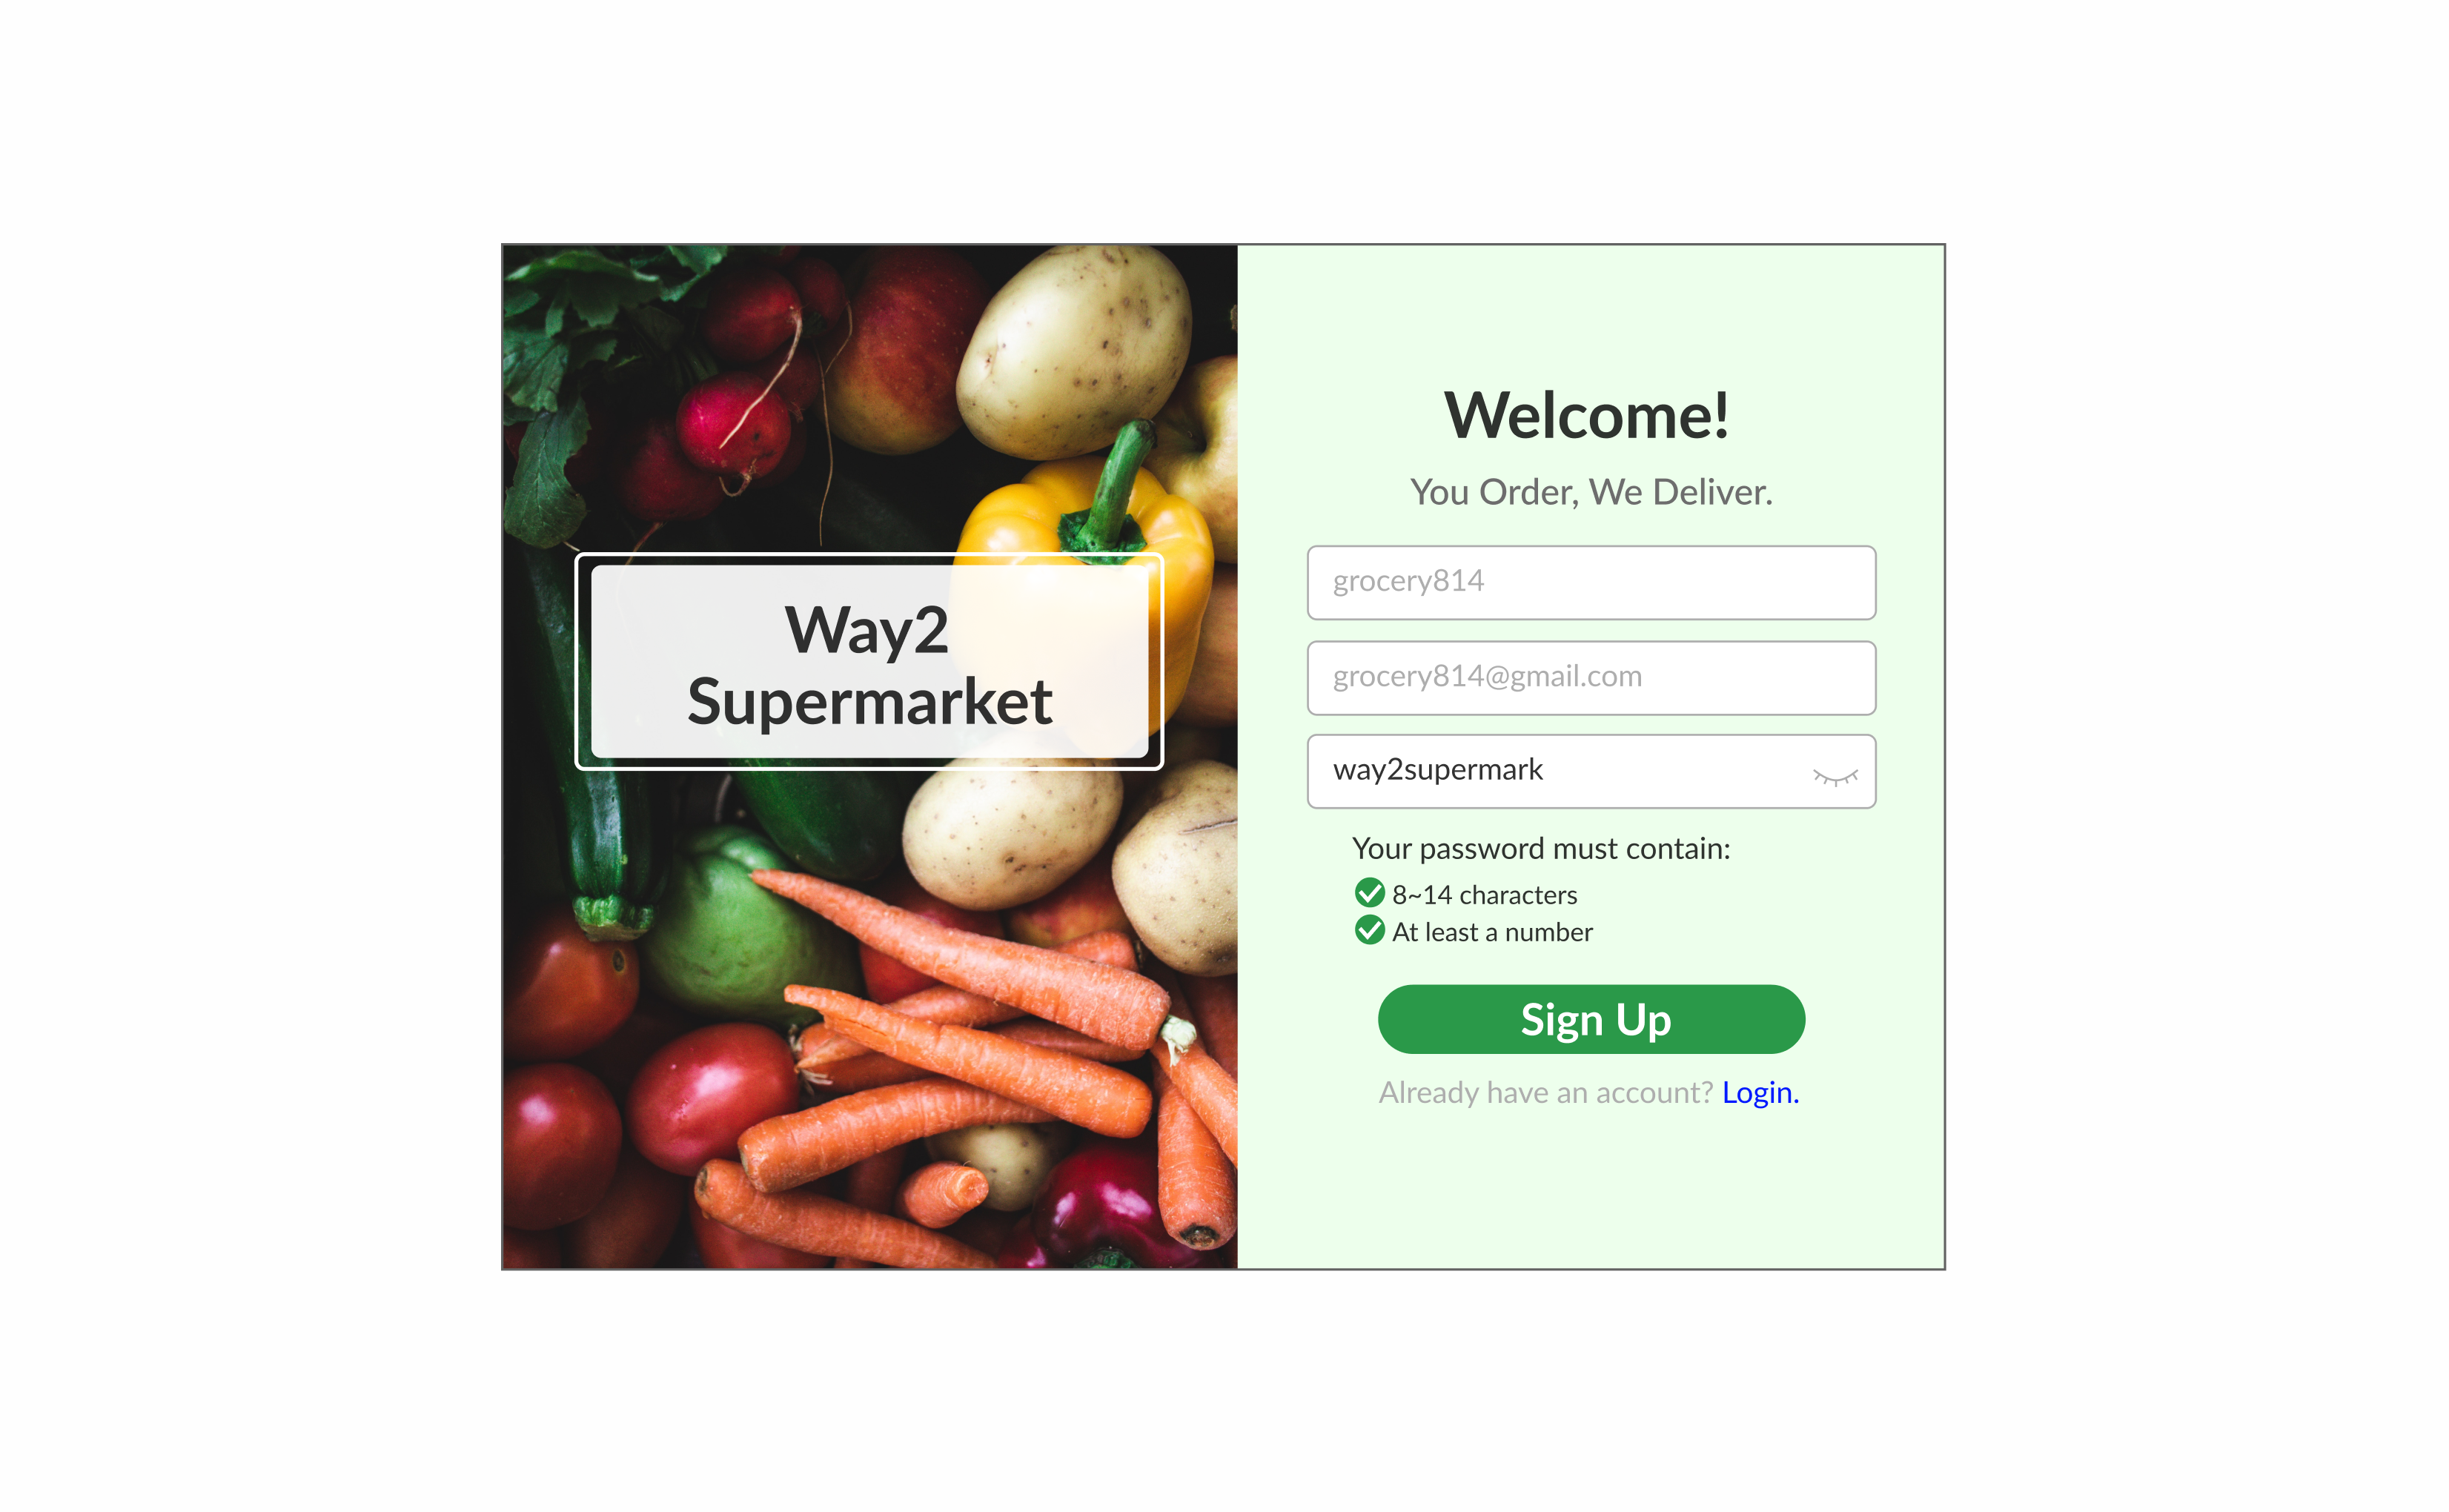 Way2
Supermarket
Welcome!
You Order, We Deliver.
grocery814
grocery814@gmail.com
way2supermark
Your password must contain:
8~14 characters
At least a number
Sign Up
Already have an account? Login.